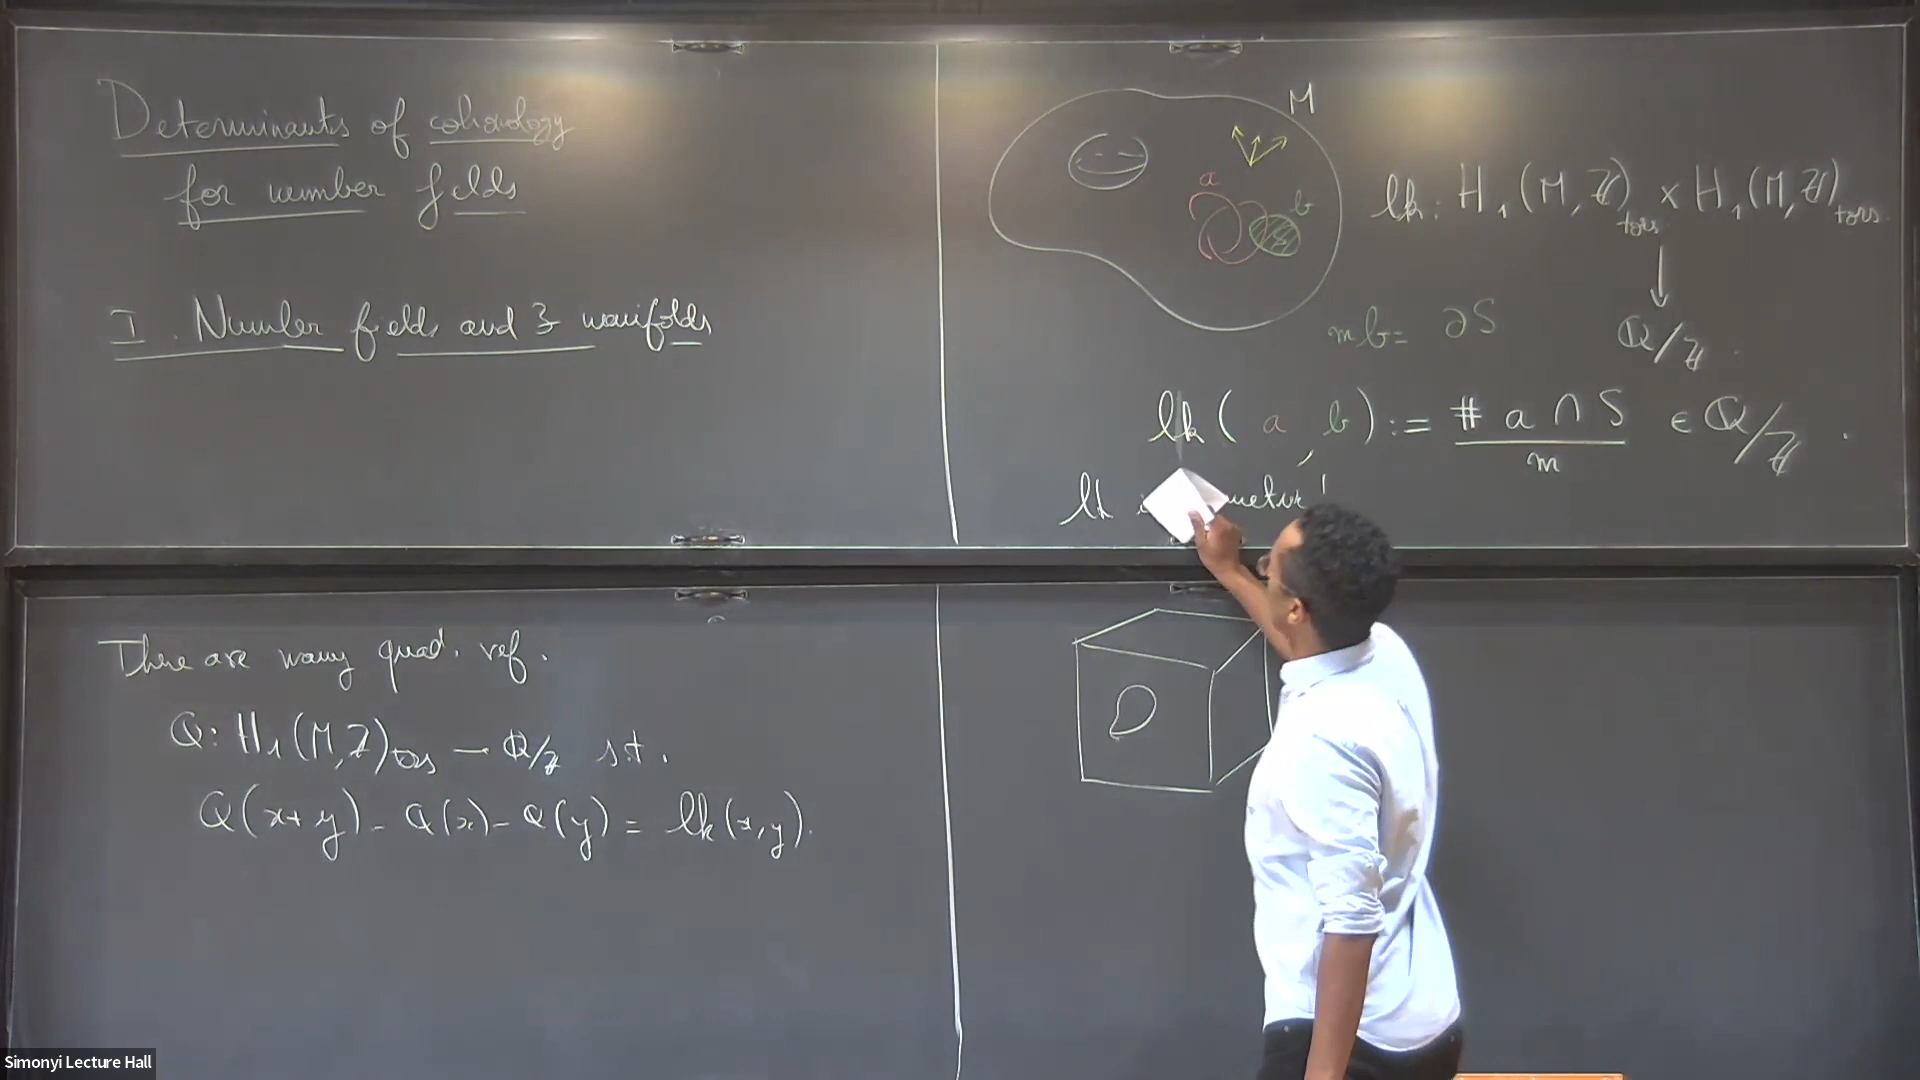 Determinants of cohomology
for number fields
I. Number fields and 3 manifolds
M
a
b
lk: H₁(M,ℤ)tors × H₁(M,ℤ)tors.
↓
ℚ/ℤ.
mb = ∂S
lk(a, b) := # a ∩ S / m ∈ ℚ/ℤ.
lk
There are many quad. ref.
Q: H₁(M,ℤ)tors → ℚ/ℤ s.t.
Q(x+y) - Q(x) - Q(y) = lk(x,y).
Simonyi Lecture Hall